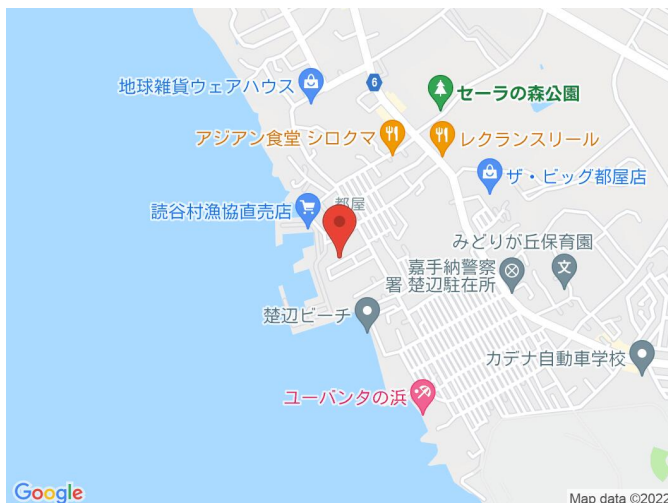 地球雑貨ウェアハウス
6
セーラの森公園
アジアン食堂 シロクマ
レクランスリール
ザ・ビッグ都屋店
都屋
読谷村漁協直売店
みどりが丘保育園
嘉手納警察
署 楚辺駐在所
楚辺ビーチ
カデナ自動車学校
ユーバンタの浜
Google
Map data ©2022